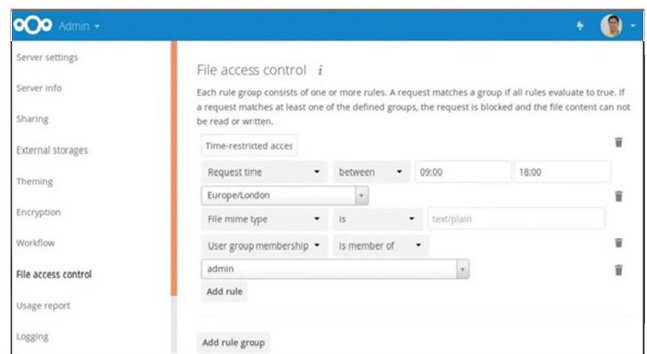 Admin
Server settings
Server info
Sharing
External storages
Theming
Encryption
Workflow
File access control
Usage report
Logging
File access control i
Each rule group consists of one or more rules. A request matches a group if all rules evaluate to true. If
a request matches at least one of the defined groups, the request is blocked and the file content can not
be read or written.
Time-restricted acces
Request time between 09:00 18:00
Europe/London
File mime type is text/plain
User group membership is member of
admin
Add rule
Add rule group